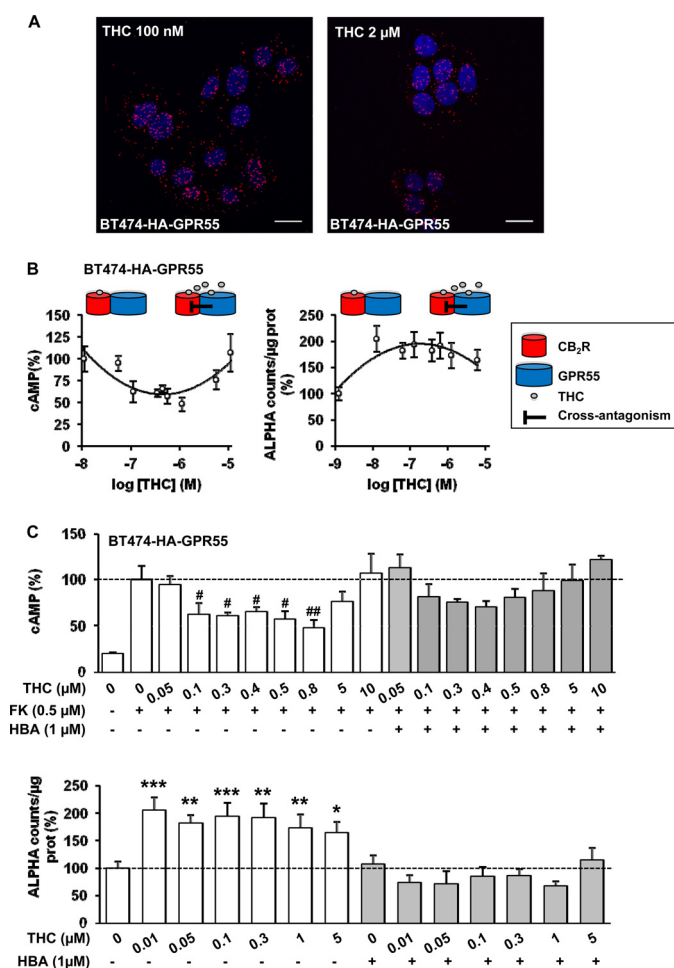 A
THC 100 nM
THC 2 µM
BT474-HA-GPR55
BT474-HA-GPR55
B
BT474-HA-GPR55
150
125
100
75
50
25
0
cAMP(%)
-8
-7
-6
-5
log [THC] (M)
300
250
200
150
100
50
0
ALPHA counts/µg prot
(%)
-9
-8
-7
-6
-5
log [THC] (M)
CB₂R
GPR55
THC
Cross-antagonism
C
BT474-HA-GPR55
150
100
50
0
cAMP (%)
# # # # ##
THC (µM) 0 0 0.05 0.1 0.3 0.4 0.5 0.8 5 10 0.05 0.1 0.3 0.4 0.5 0.8 5 10
FK (0.5 µM) - + + + + + + + + + + + + + + + + +
HBA (1 µM) - - - - - - - - - - + + + + + + + +
250
200
150
100
50
0
ALPHA counts/µg
prot (%)
*** ** *** ** ** *
THC (µM) 0 0.01 0.05 0.1 0.3 1 5 0 0.01 0.05 0.1 0.3 1 5
HBA (1µM) - - - - - - - + + + + + + +